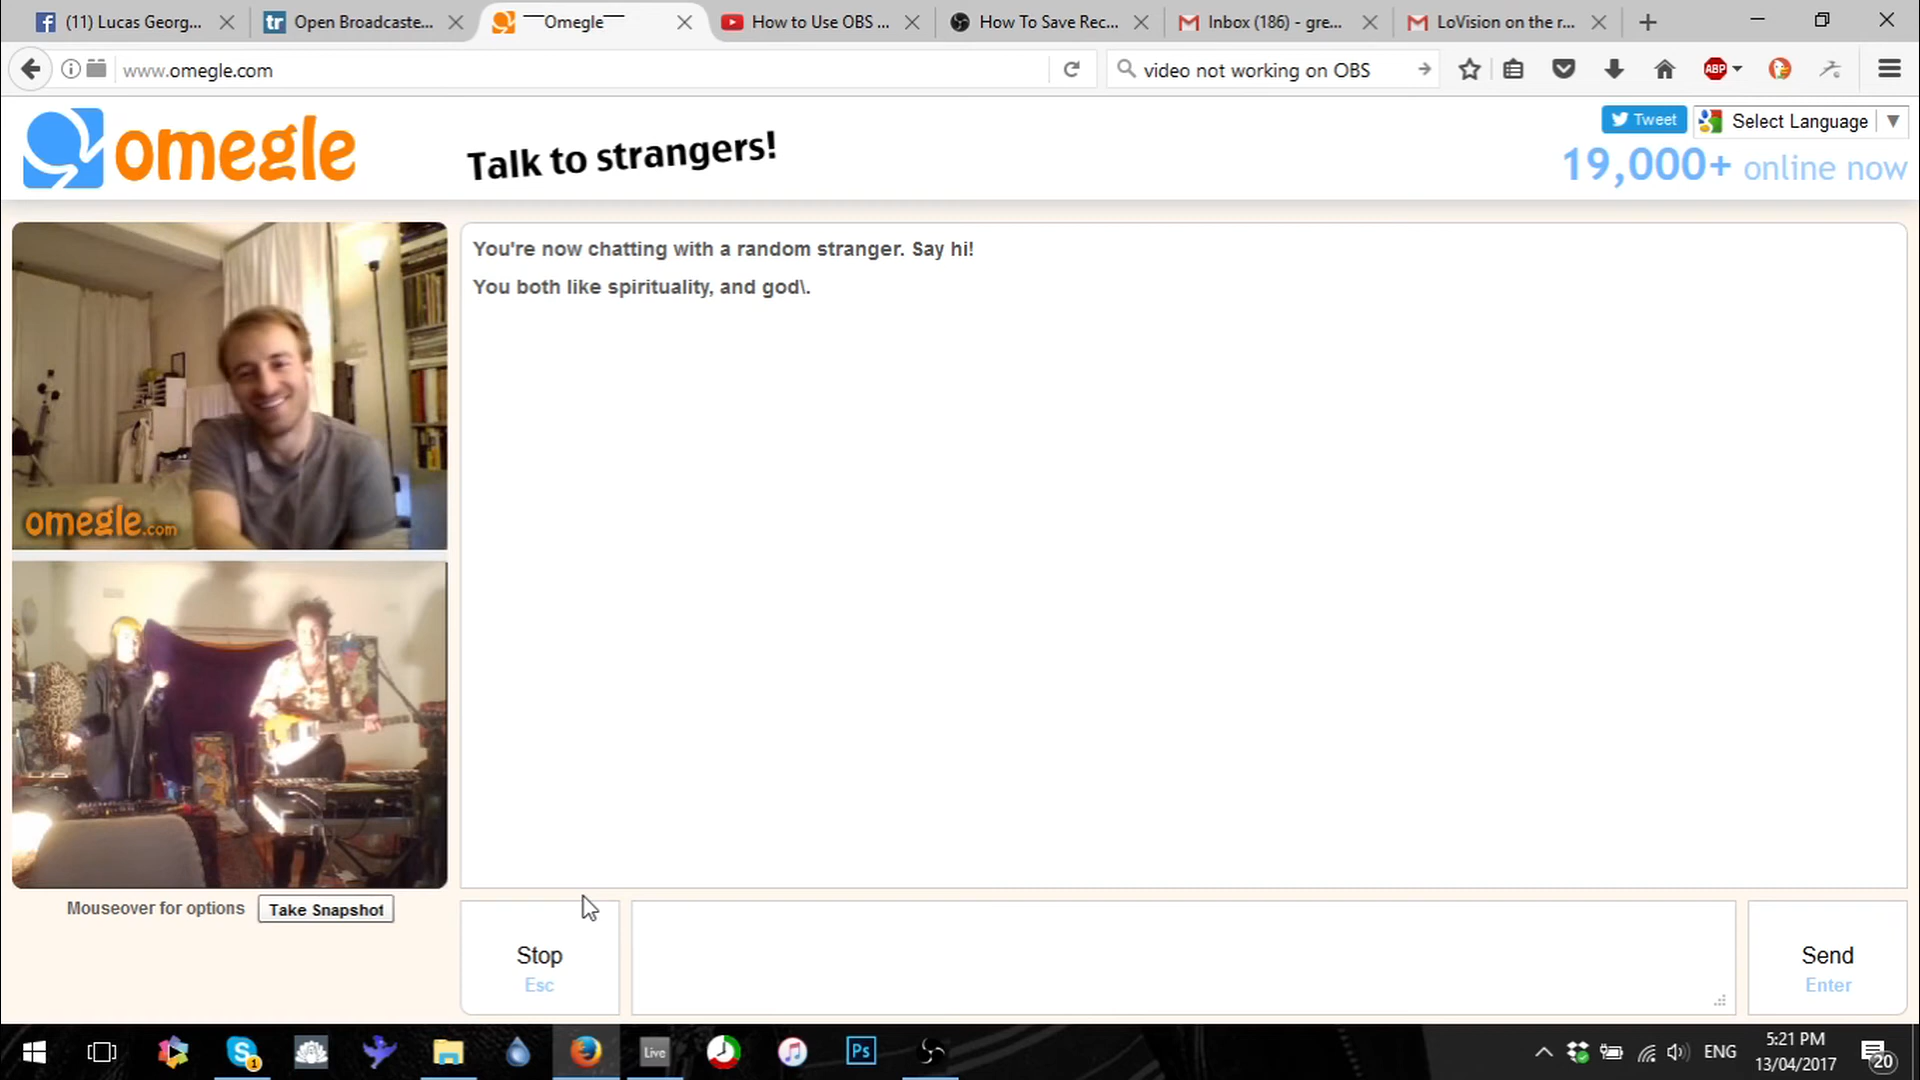 (11) Lucas Georg...
Open Broadcaste...
Omegle
How to Use OBS ...
How To Save Rec...
Inbox (186) - gre...
LoVision on the r...
www.omegle.com
video not working on OBS
ABP
omegle
Talk to strangers!
Tweet
Select Language
19,000+ online now
You're now chatting with a random stranger. Say hi!
You both like spirituality, and god\.
omegle.com
Mouseover for options
Take Snapshot
Stop
Esc
Send
Enter
1
Live
Ps
ENG
5:21 PM
13/04/2017
20